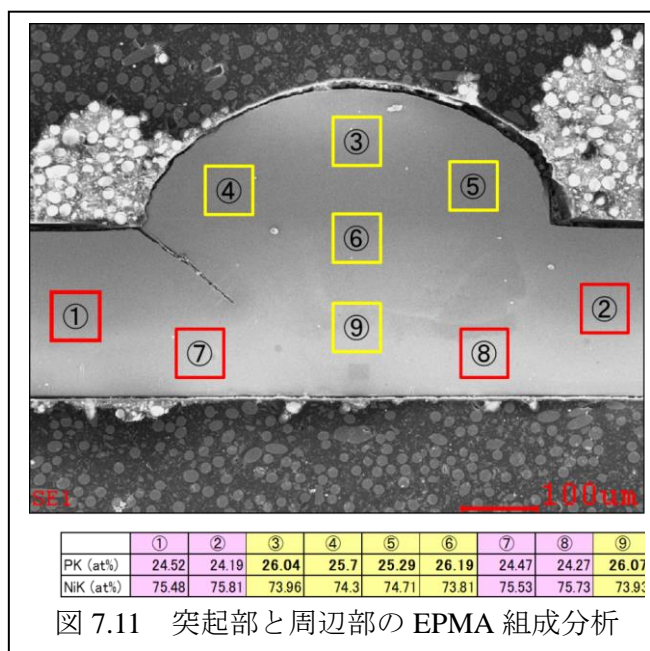 ③
④
⑤
⑥
①
②
⑨
⑦
⑧
SE1
100um
① ② ③ ④ ⑤ ⑥ ⑦ ⑧ ⑨
PK (at%) 24.52 24.19 26.04 25.7 25.29 26.19 24.47 24.27 26.07
NiK (at%) 75.48 75.81 73.96 74.3 74.71 73.81 75.53 75.73 73.93
図 7.11 突起部と周辺部の EPMA 組成分析